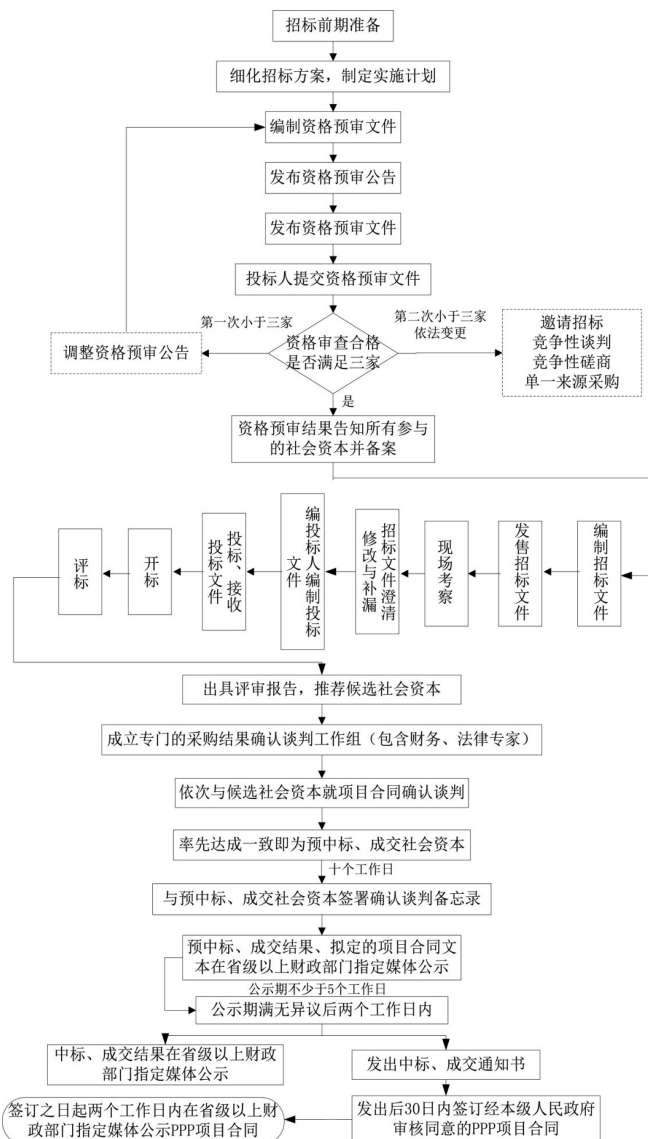 招标前期准备
细化招标方案，制定实施计划
编制资格预审文件
发布资格预审公告
发布资格预审文件
投标人提交资格预审文件
第一次小于三家
第二次小于三家
依法变更
调整资格预审公告
资格审查合格
是否满足三家
邀请招标
竞争性谈判
竞争性磋商
单一来源采购
是
资格预审结果告知所有参与
的社会资本并备案
编制招标文件
发售招标文件
现场考察
招标文件澄清
修改与补漏
编投标人编制投标
文件
投标、接收
投标文件
开标
评标
出具评审报告，推荐候选社会资本
成立专门的采购结果确认谈判工作组（包含财务、法律专家）
依次与候选社会资本就项目合同确认谈判
率先达成一致即为预中标、成交社会资本
十个工作日
与预中标、成交社会资本签署确认谈判备忘录
预中标、成交结果、拟定的项目合同文
本在省级以上财政部门指定媒体公示
公示期不少于5个工作日
公示期满无异议后两个工作日内
中标、成交结果在省级以上财政
部门指定媒体公示
发出中标、成交通知书
发出后30日内签订经本级人民政府
审核同意的PPP项目合同
签订之日起两个工作日内在省级以上财
政部门指定媒体公示PPP项目合同